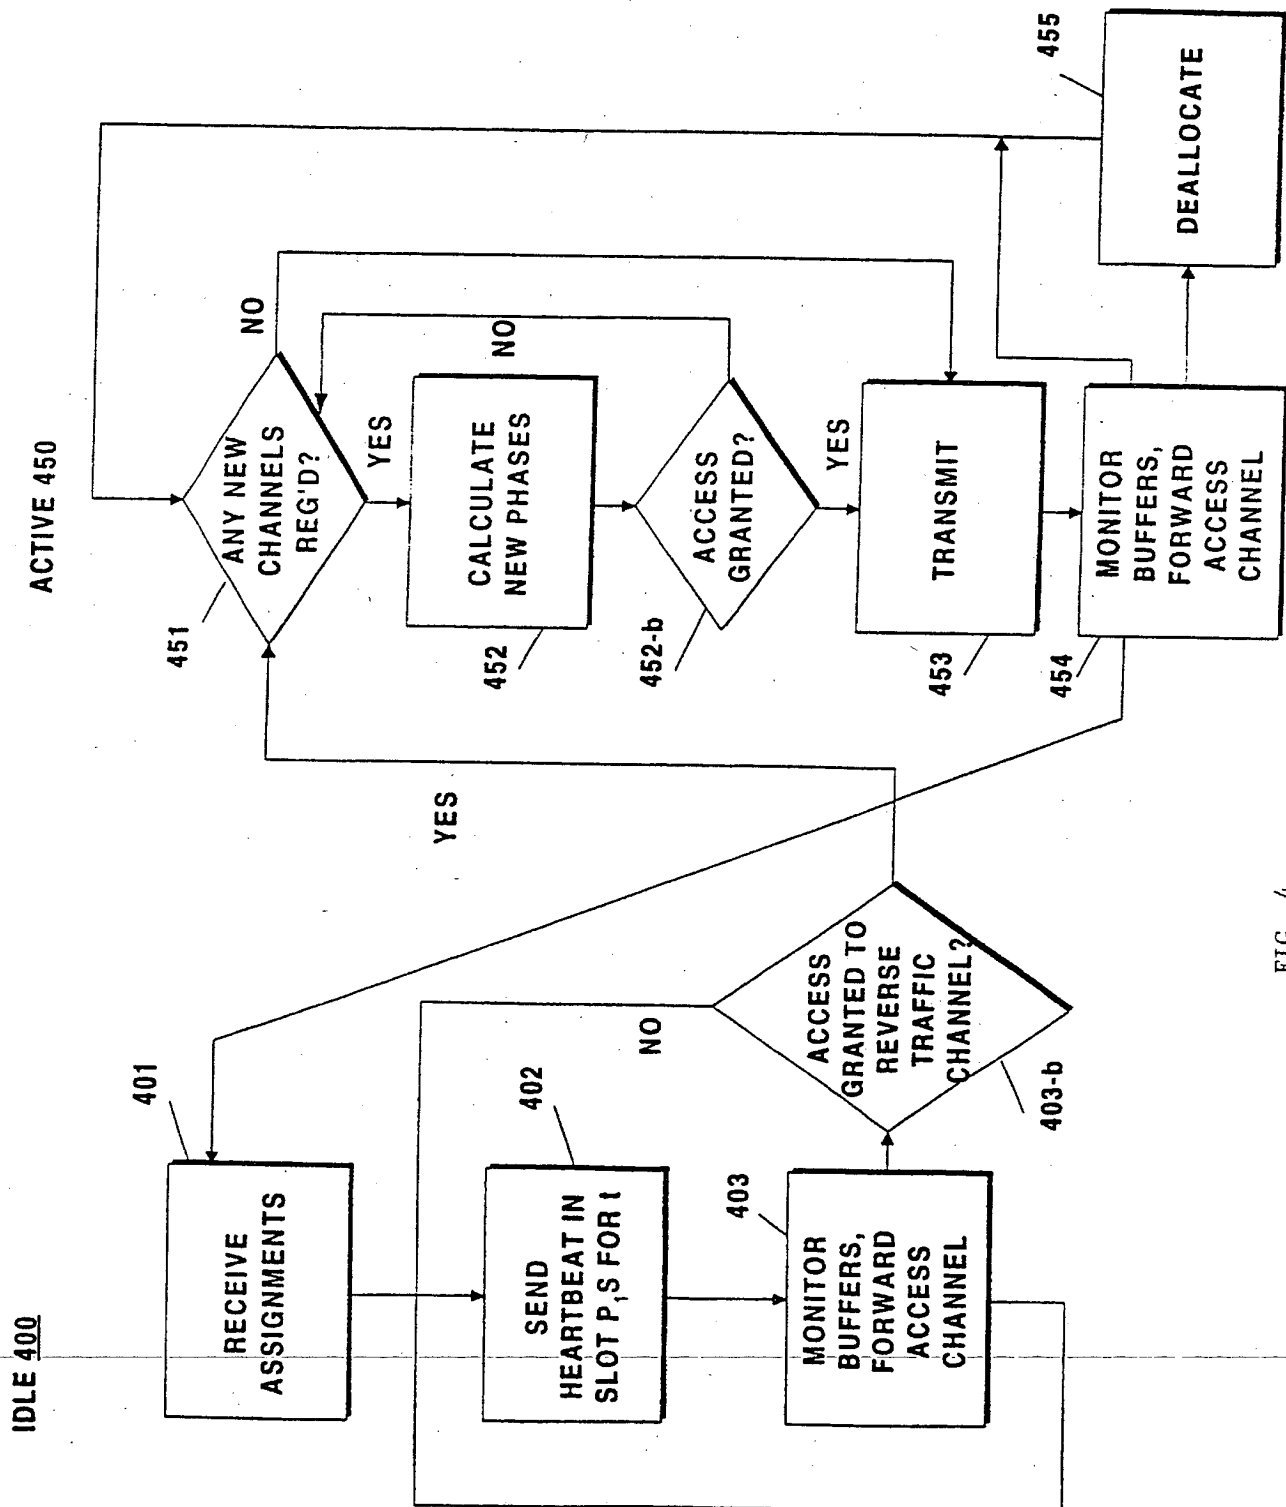 IDLE 400
401
RECEIVE
ASSIGNMENTS
402
SEND
HEARTBEAT IN
SLOT P,S FOR t
403
MONITOR
BUFFERS,
FORWARD
ACCESS
CHANNEL
NO
ACCESS
GRANTED TO
REVERSE
TRAFFIC
CHANNEL?
403-b
YES
ACTIVE 450
451
ANY NEW
CHANNELS
REG'D?
NO
YES
452
CALCULATE
NEW PHASES
NO
452-b
ACCESS
GRANTED?
YES
453
TRANSMIT
454
MONITOR
BUFFERS,
FORWARD
ACCESS
CHANNEL
455
DEALLOCATE
FIG. 4